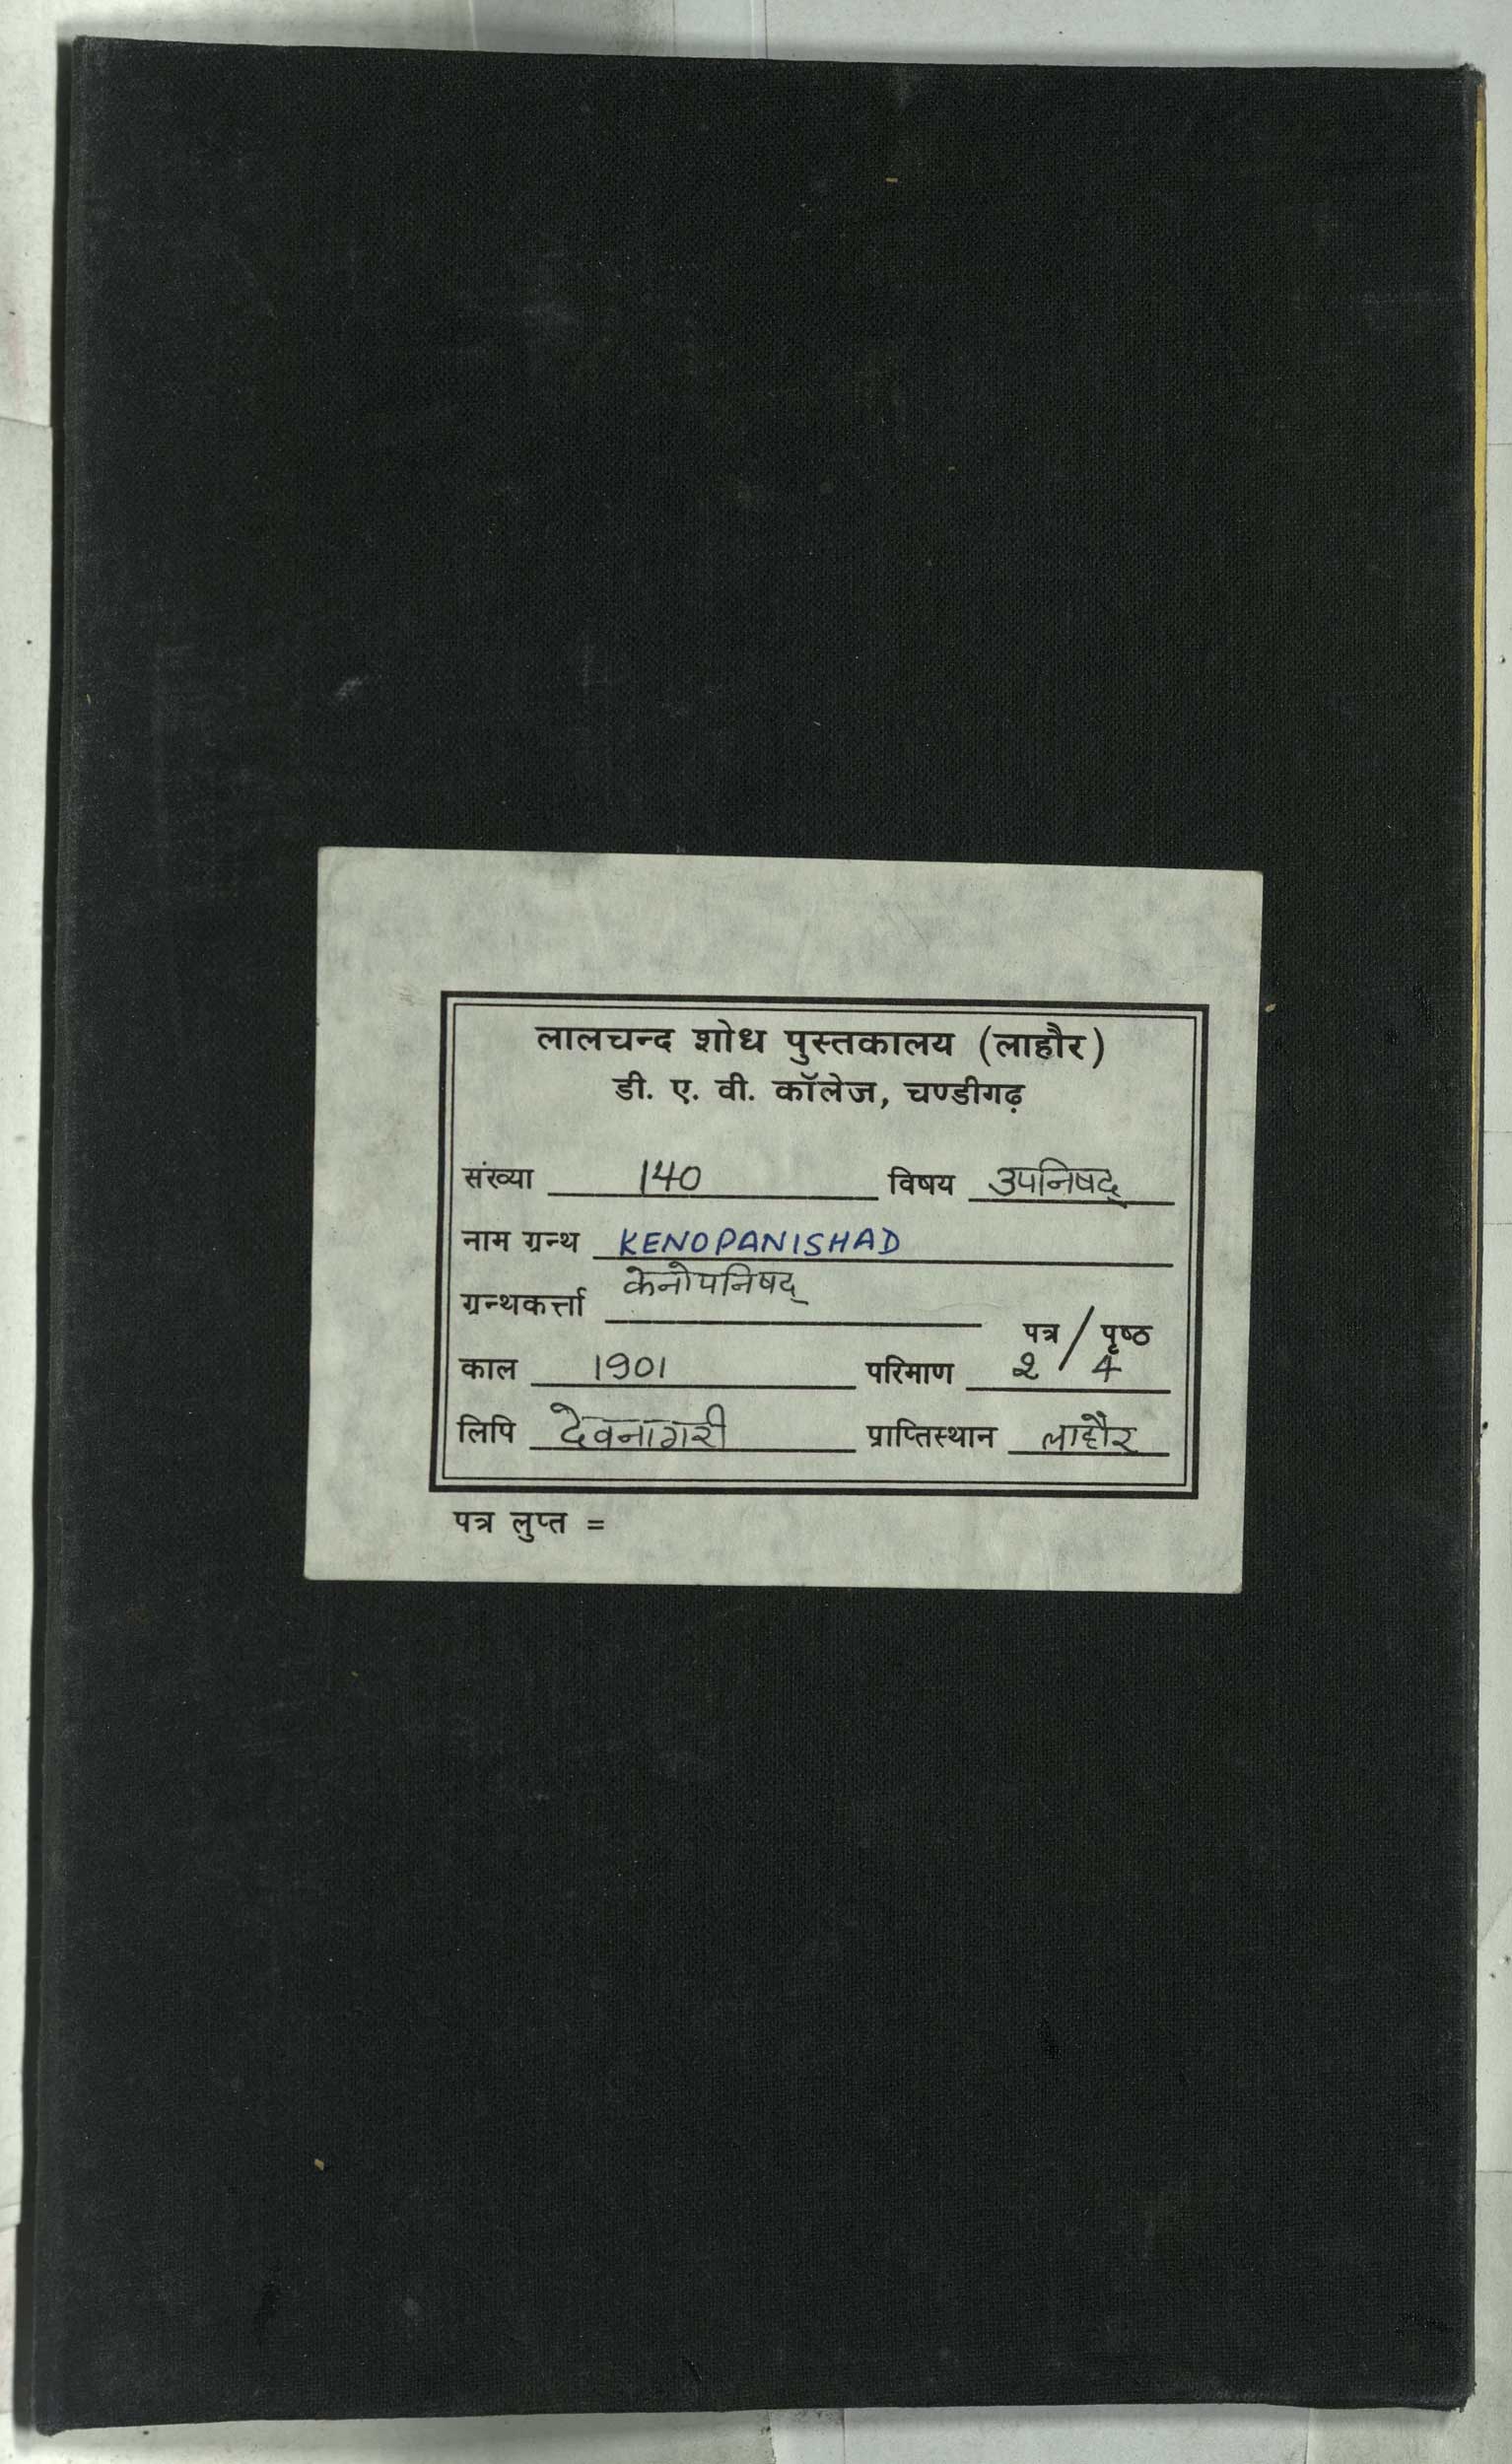 लालचन्द शोध पुस्तकालय (लाहौर)
डी. ए. वी. कॉलेज, चण्डीगढ़
संख्या 140 विषय उपनिषद्
नाम ग्रन्थ KENOPANISHAD
केनोपनिषद्
ग्रन्थकर्त्ता
पत्र / पृष्ठ
काल 1901 परिमाण 2 / 4
लिपि देवनागरी प्राप्तिस्थान लाहौर
पत्र लुप्त =